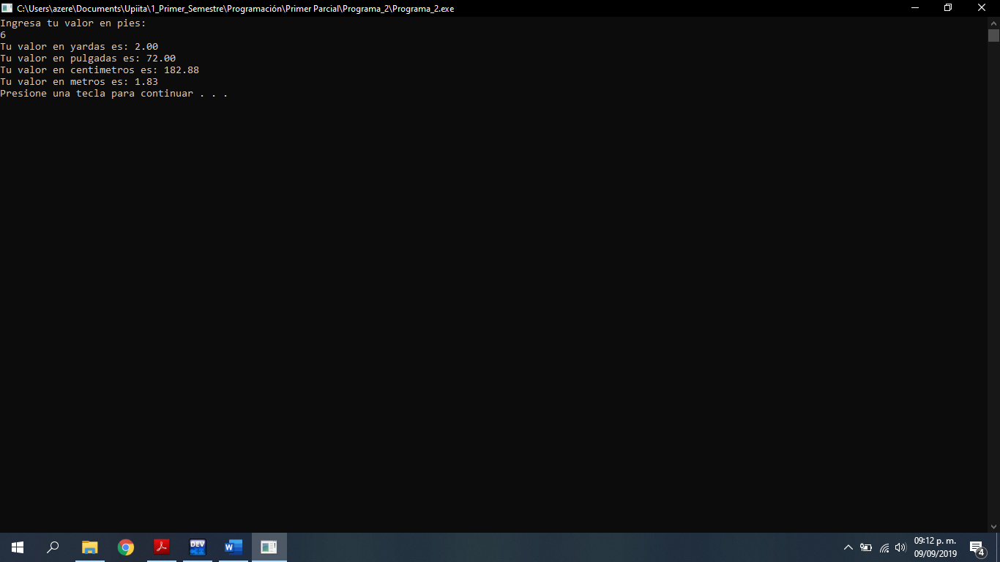 C:\Users\azere\Documents\Upiita\1_Primer_Semestre\Programación\Primer Parcial\Programa_2\Programa_2.exe
Ingresa tu valor en pies:
6
Tu valor en yardas es: 2.00
Tu valor en pulgadas es: 72.00
Tu valor en centimetros es: 182.88
Tu valor en metros es: 1.83
Presione una tecla para continuar . . .
DEV
W
09:12 p. m.
09/09/2019
4